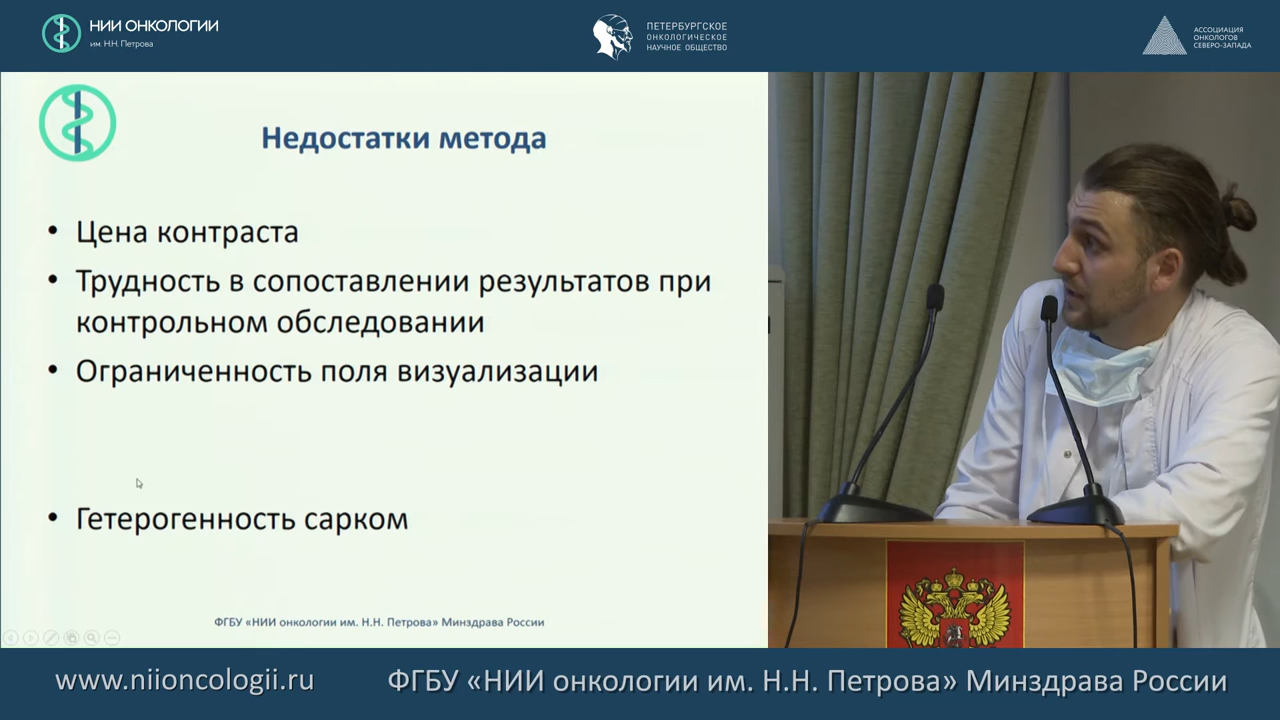 НИИ ОНКОЛОГИИ
им. Н.Н. Петрова
ПЕТЕРБУРГСКОЕ
ОНКОЛОГИЧЕСКОЕ
НАУЧНОЕ ОБЩЕСТВО
АССОЦИАЦИЯ
ОНКОЛОГОВ
СЕВЕРО-ЗАПАДА
Недостатки метода
• Цена контраста
• Трудность в сопоставлении результатов при
контрольном обследовании
• Ограниченность поля визуализации
• Гетерогенность сарком
ФГБУ «НИИ онкологии им. Н.Н. Петрова» Минздрава России
www.niioncologii.ru
ФГБУ «НИИ онкологии им. Н.Н. Петрова» Минздрава России